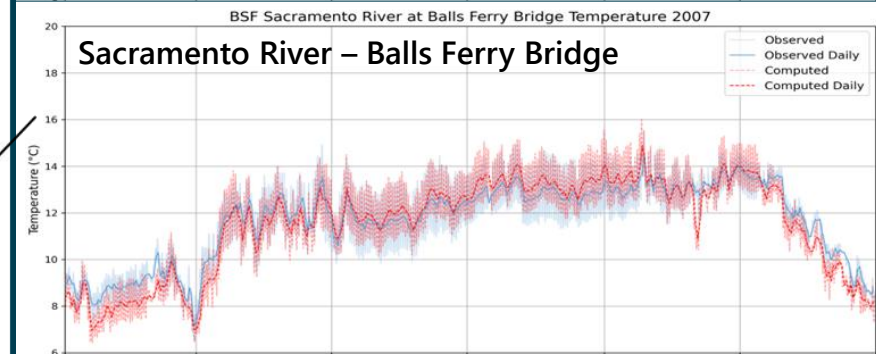 BSF Sacramento River at Balls Ferry Bridge Temperature 2007
Sacramento River – Balls Ferry Bridge
Observed
Observed Daily
Computed
Computed Daily
Temperature (°C)
20
18
16
14
12
10
8
6